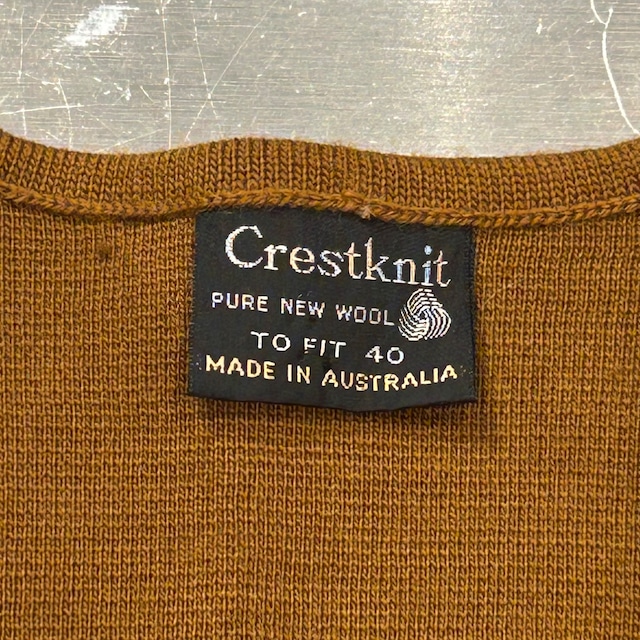 Crestknit
PURE NEW WOOL
TO FIT 40
MADE IN AUSTRALIA